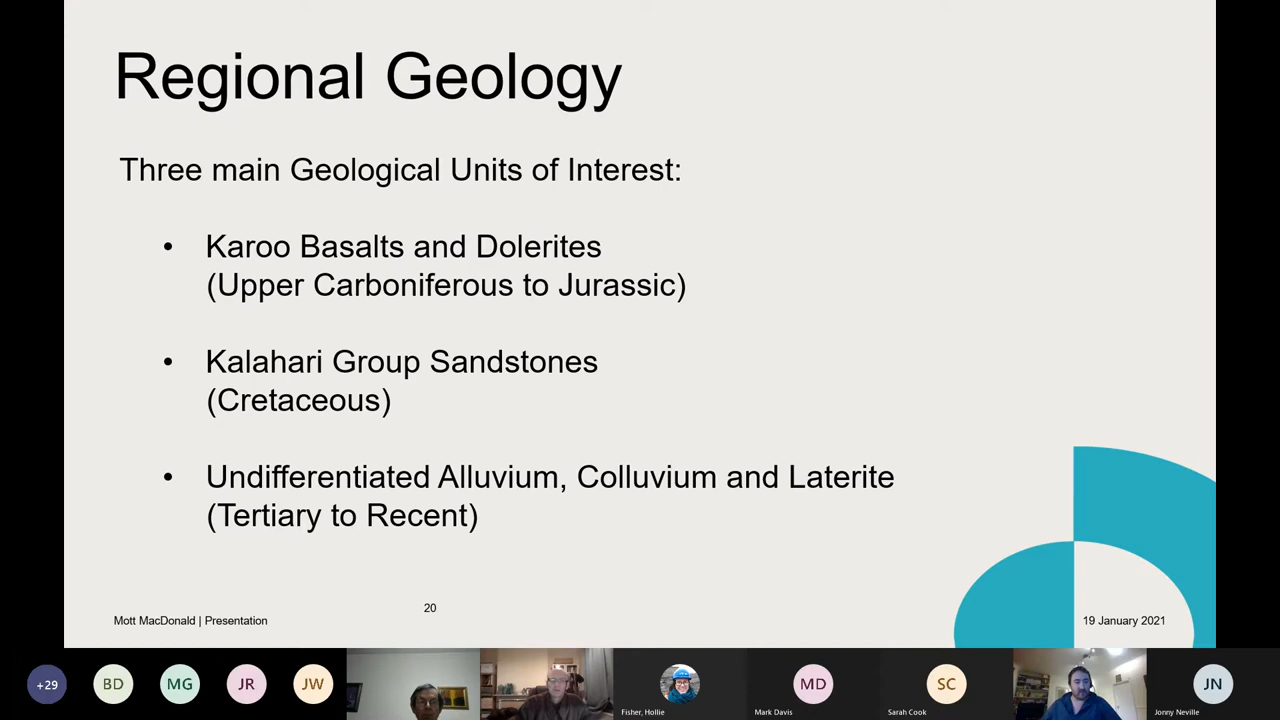 Regional Geology
Three main Geological Units of Interest:
• Karoo Basalts and Dolerites
(Upper Carboniferous to Jurassic)
• Kalahari Group Sandstones
(Cretaceous)
• Undifferentiated Alluvium, Colluvium and Laterite
(Tertiary to Recent)
20
Mott MacDonald | Presentation
19 January 2021
+29
BD
MG
JR
JW
Fisher, Hollie
MD
Mark Davis
SC
Sarah Cook
JN
Jonny Neville